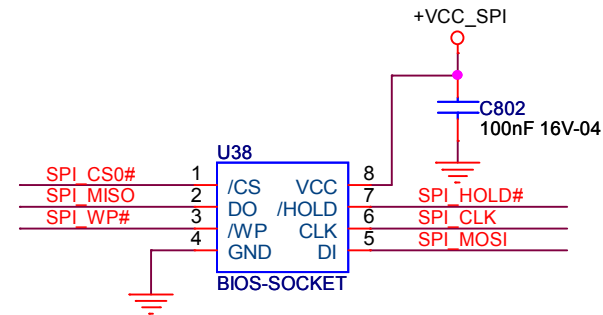 +VCC_SPI
C802
100nF 16V-04
U38
SPI_CS0# 1 /CS VCC 8
SPI_MISO 2 DO /HOLD 7 SPI_HOLD#
SPI_WP# 3 /WP CLK 6 SPI_CLK
4 GND DI 5 SPI_MOSI
BIOS-SOCKET